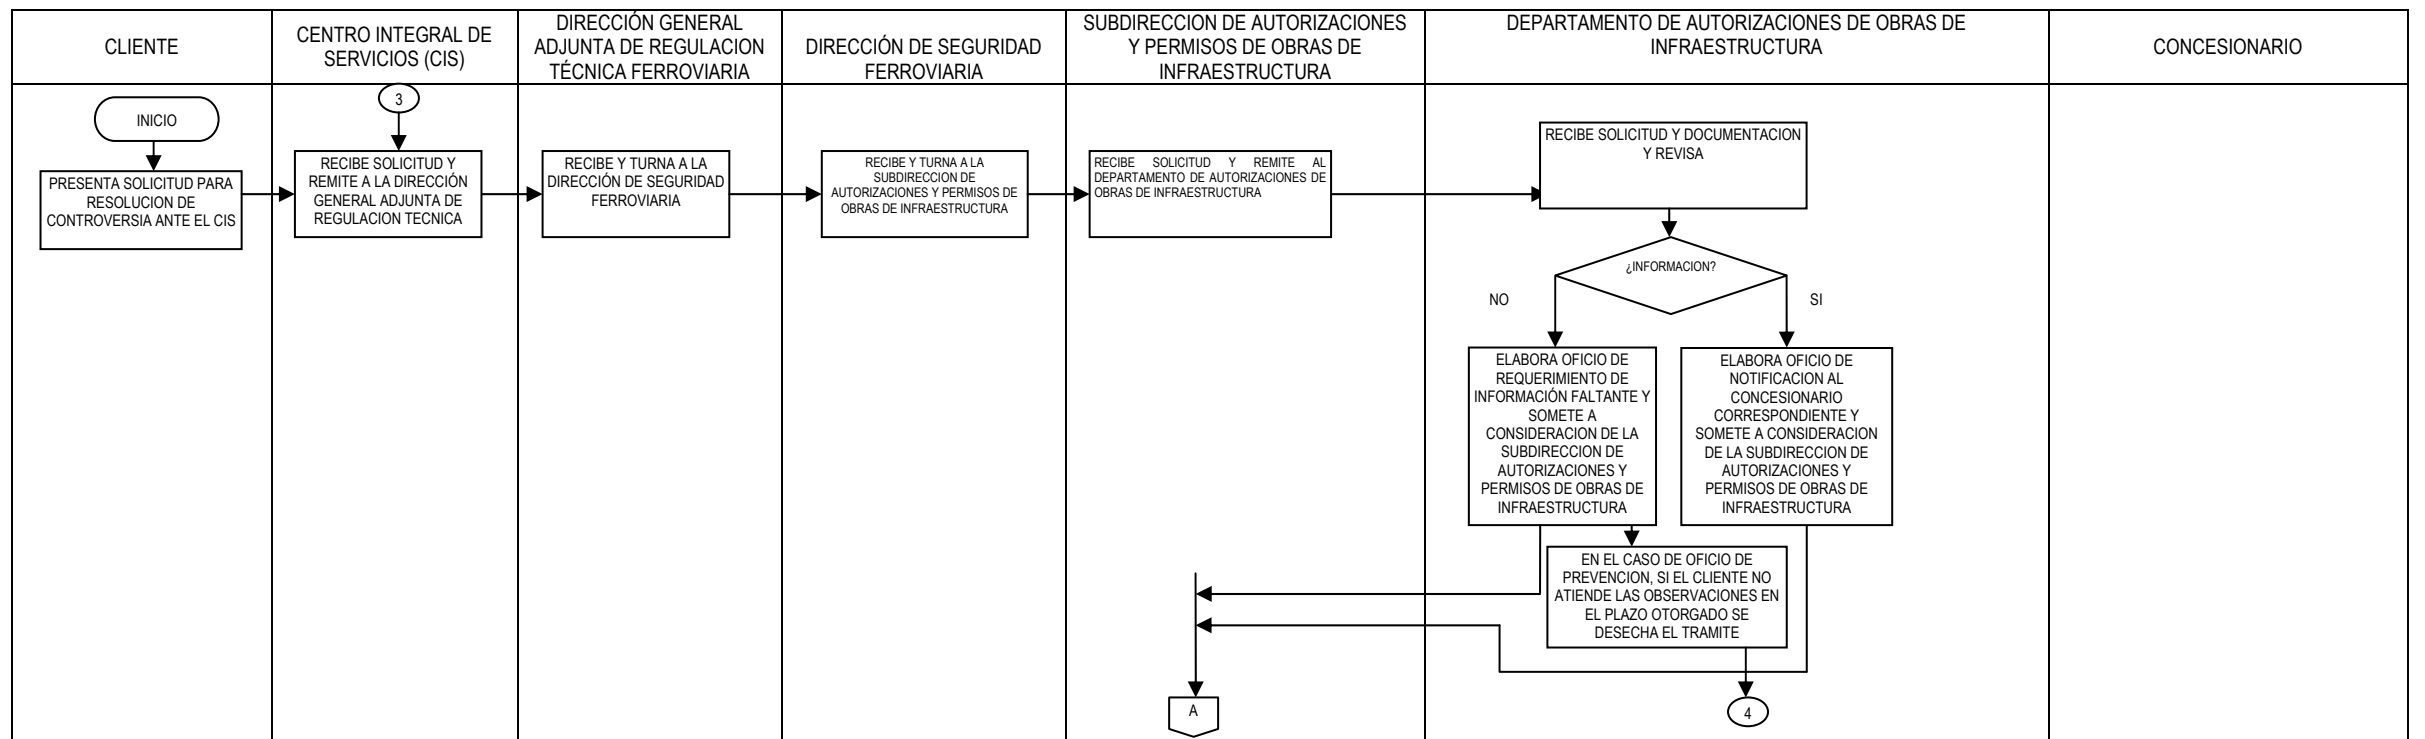 CLIENTE
CENTRO INTEGRAL DE
SERVICIOS (CIS)
DIRECCIÓN GENERAL
ADJUNTA DE REGULACION
TÉCNICA FERROVIARIA
DIRECCIÓN DE SEGURIDAD
FERROVIARIA
SUBDIRECCION DE AUTORIZACIONES
Y PERMISOS DE OBRAS DE
INFRAESTRUCTURA
DEPARTAMENTO DE AUTORIZACIONES DE OBRAS DE
INFRAESTRUCTURA
CONCESIONARIO
INICIO
PRESENTA SOLICITUD PARA
RESOLUCION DE
CONTROVERSIA ANTE EL CIS
3
RECIBE SOLICITUD Y
REMITE A LA DIRECCIÓN
GENERAL ADJUNTA DE
REGULACION TECNICA
RECIBE Y TURNA A LA
DIRECCIÓN DE SEGURIDAD
FERROVIARIA
RECIBE Y TURNA A LA
SUBDIRECCION DE
AUTORIZACIONES Y PERMISOS DE
OBRAS DE INFRAESTRUCTURA
RECIBE SOLICITUD Y REMITE AL
DEPARTAMENTO DE AUTORIZACIONES DE
OBRAS DE INFRAESTRUCTURA
RECIBE SOLICITUD Y DOCUMENTACION
Y REVISA
¿INFORMACION?
NO
SI
ELABORA OFICIO DE
REQUERIMIENTO DE
INFORMACIÓN FALTANTE Y
SOMETE A
CONSIDERACION DE LA
SUBDIRECCION DE
AUTORIZACIONES Y
PERMISOS DE OBRAS DE
INFRAESTRUCTURA
ELABORA OFICIO DE
NOTIFICACION AL
CONCESIONARIO
CORRESPONDIENTE Y
SOMETE A CONSIDERACION
DE LA SUBDIRECCION DE
AUTORIZACIONES Y
PERMISOS DE OBRAS DE
INFRAESTRUCTURA
EN EL CASO DE OFICIO DE
PREVENCION, SI EL CLIENTE NO
ATIENDE LAS OBSERVACIONES EN
EL PLAZO OTORGADO SE
DESECHA EL TRAMITE
A
4